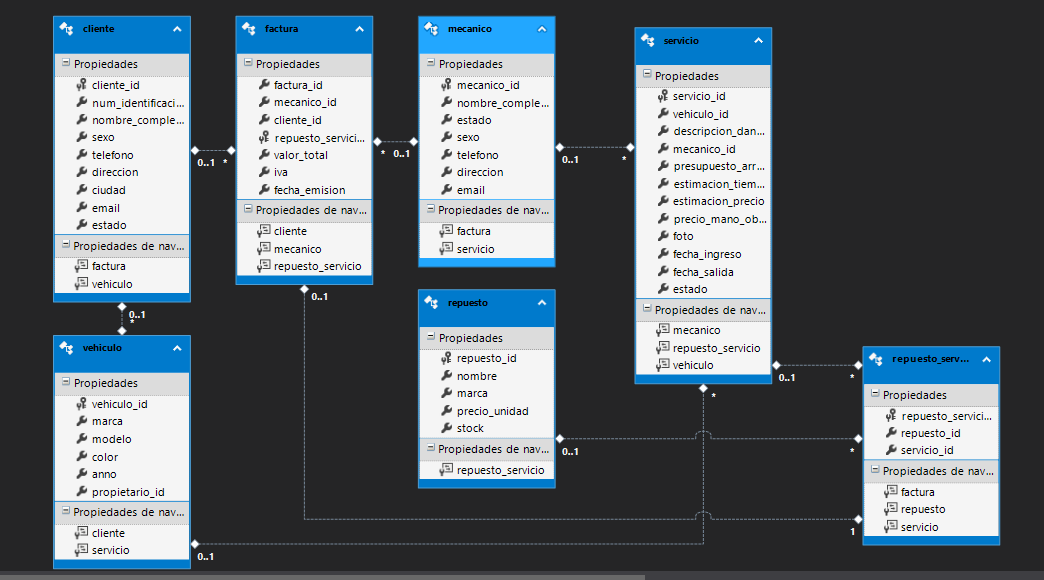 cliente
Propiedades
cliente_id
num_identificaci...
nombre_comple...
sexo
telefono
direccion
ciudad
email
estado
Propiedades de nav...
factura
vehiculo
0..1
*
factura
Propiedades
factura_id
mecanico_id
cliente_id
repuesto_servici...
valor_total
iva
fecha_emision
Propiedades de nav...
cliente
mecanico
repuesto_servicio
*
0..1
0..1
mecanico
Propiedades
mecanico_id
nombre_comple...
estado
sexo
telefono
direccion
email
Propiedades de nav...
factura
servicio
0..1
*
servicio
Propiedades
servicio_id
vehiculo_id
descripcion_dan...
mecanico_id
presupuesto_arr...
estimacion_tiem...
estimacion_precio
precio_mano_ob...
foto
fecha_ingreso
fecha_salida
estado
Propiedades de nav...
mecanico
repuesto_servicio
vehiculo
0..1
*
*
0..1
*
vehiculo
Propiedades
vehiculo_id
marca
modelo
color
anno
propietario_id
Propiedades de nav...
cliente
servicio
0..1
repuesto
Propiedades
repuesto_id
nombre
marca
precio_unidad
stock
Propiedades de nav...
repuesto_servicio
0..1
*
repuesto_serv...
Propiedades
repuesto_servici...
repuesto_id
servicio_id
Propiedades de nav...
factura
repuesto
servicio
1